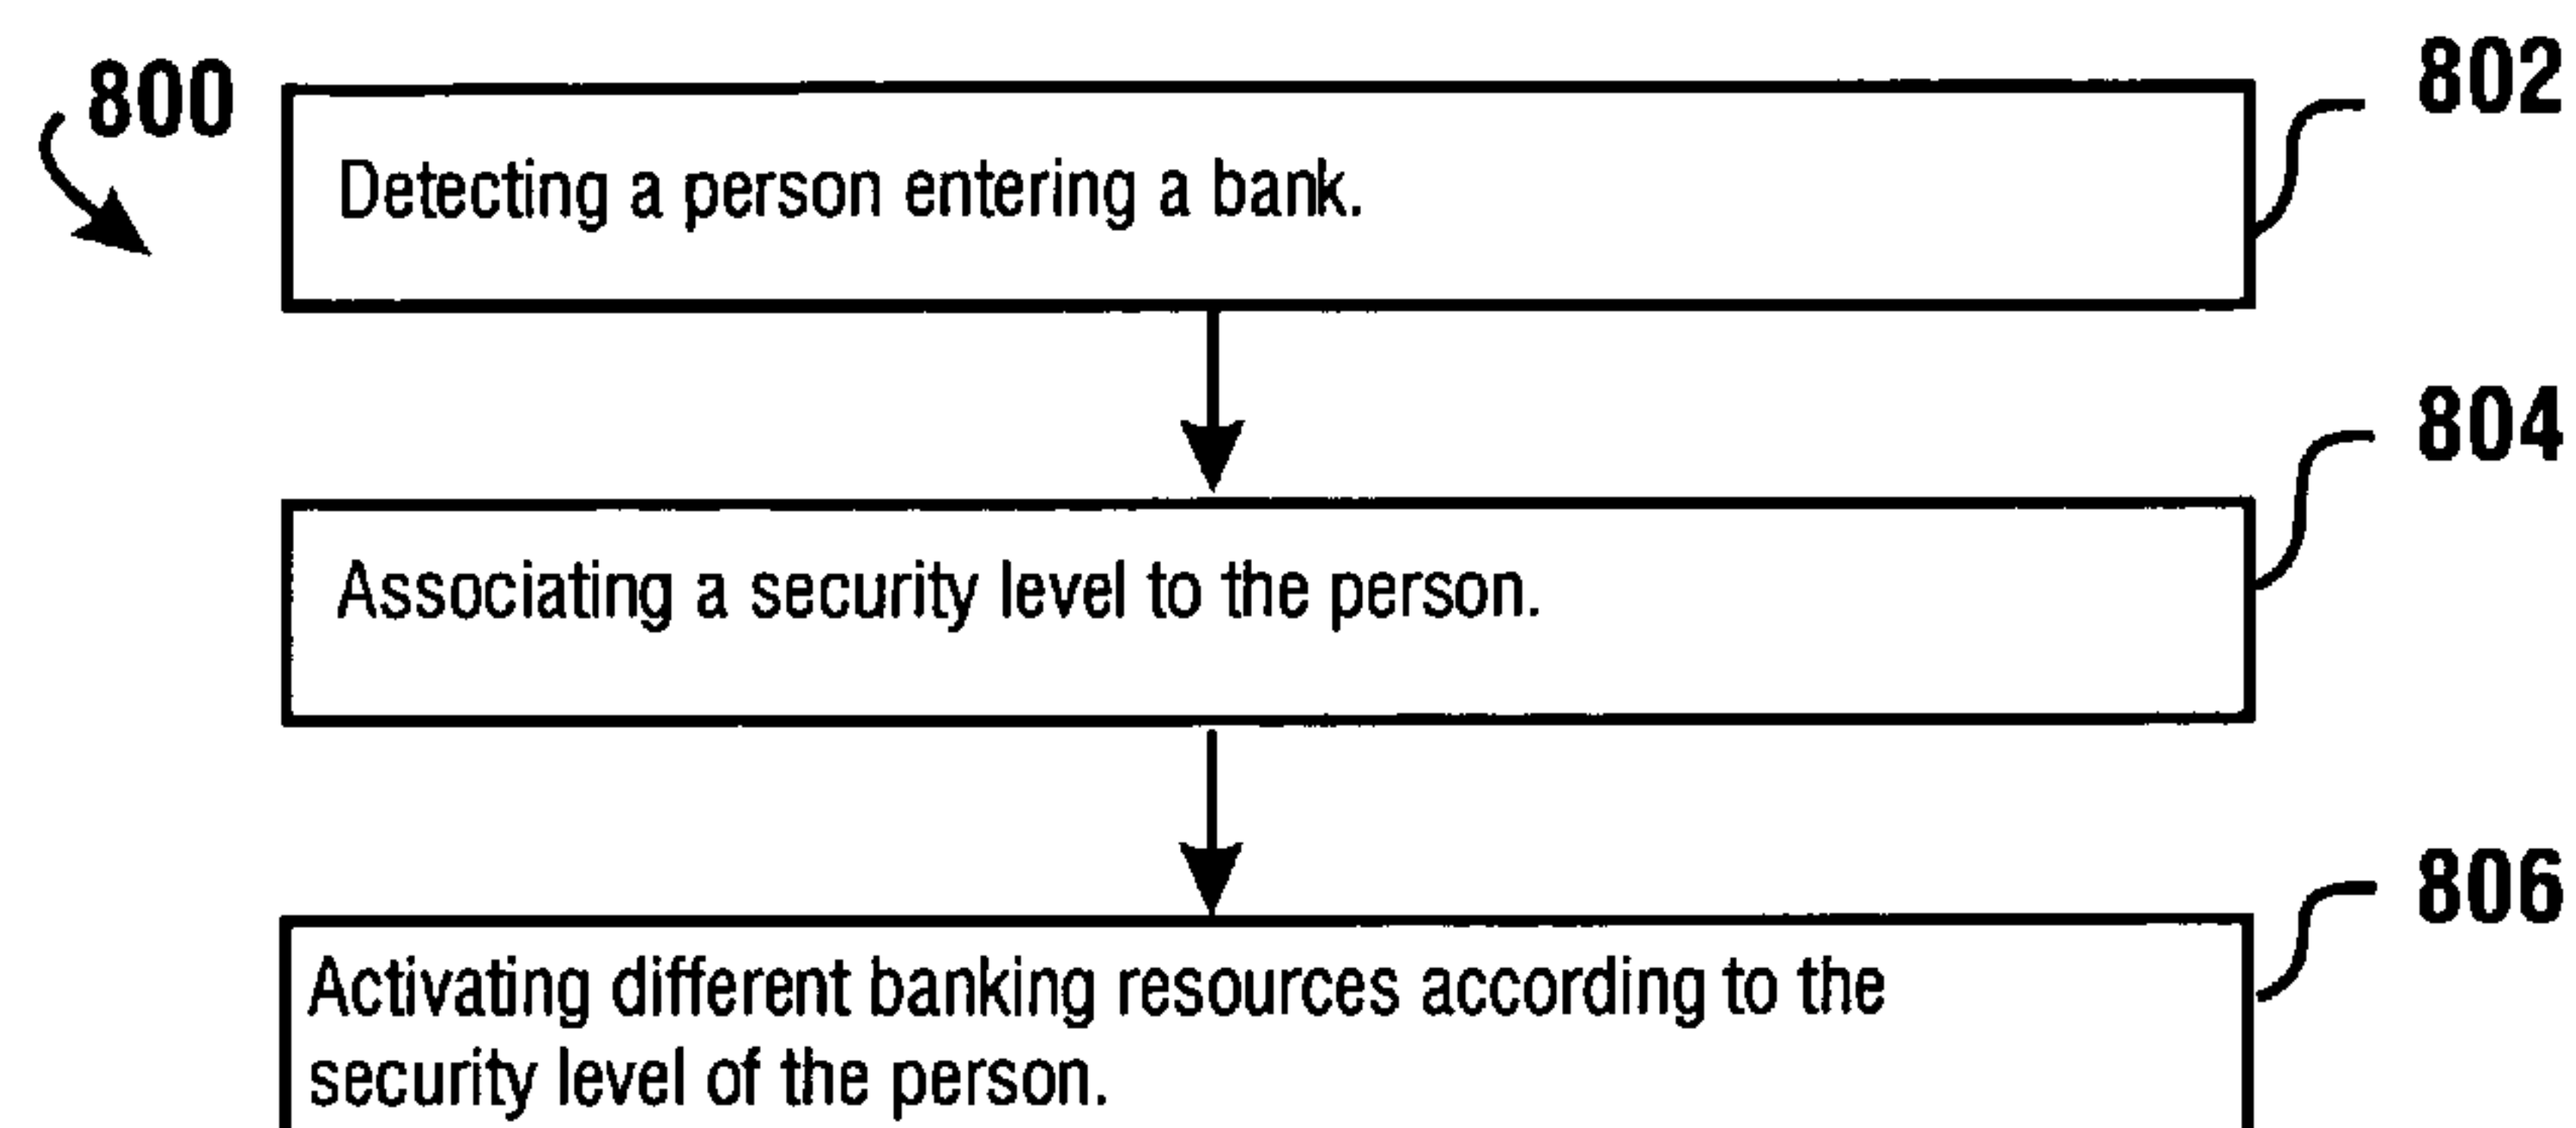 800
802
Detecting a person entering a bank.
804
Associating a security level to the person.
806
Activating different banking resources according to the
security level of the person.